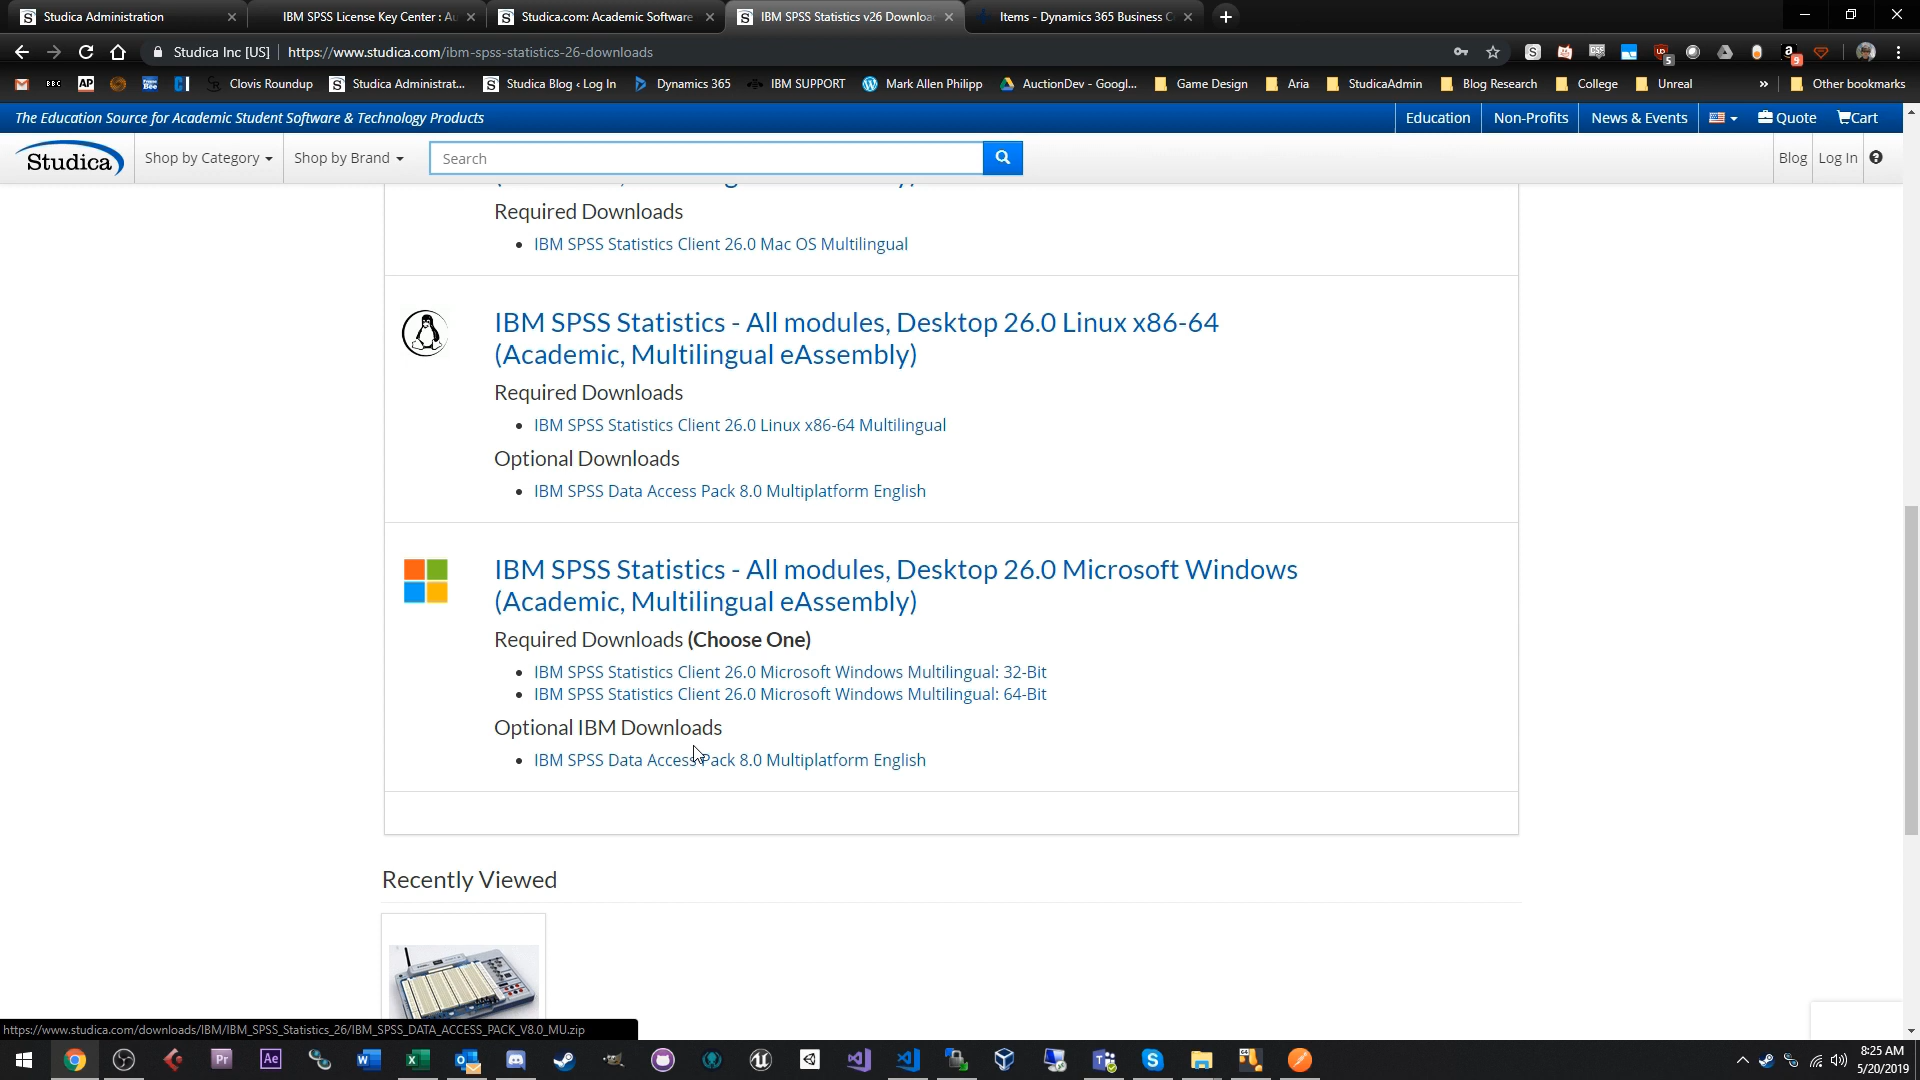 Studica Administration
IBM SPSS License Key Center : Au
Studica.com: Academic Software
IBM SPSS Statistics v26 Downloa
Items - Dynamics 365 Business C
Studica Inc [US] | https://www.studica.com/ibm-spss-statistics-26-downloads
BBC
AP
Clovis Roundup
Studica Administrat...
Studica Blog ‹ Log In
Dynamics 365
IBM SUPPORT
Mark Allen Philipp
AuctionDev - Googl...
Game Design
Aria
StudicaAdmin
Blog Research
College
Unreal
»
Other bookmarks
The Education Source for Academic Student Software & Technology Products
Education
Non-Profits
News & Events
Quote
Cart
Studica
Shop by Category
Shop by Brand
Search
Blog
Log In
Required Downloads
IBM SPSS Statistics Client 26.0 Mac OS Multilingual
IBM SPSS Statistics - All modules, Desktop 26.0 Linux x86-64
(Academic, Multilingual eAssembly)
Required Downloads
IBM SPSS Statistics Client 26.0 Linux x86-64 Multilingual
Optional Downloads
IBM SPSS Data Access Pack 8.0 Multiplatform English
IBM SPSS Statistics - All modules, Desktop 26.0 Microsoft Windows
(Academic, Multilingual eAssembly)
Required Downloads (Choose One)
IBM SPSS Statistics Client 26.0 Microsoft Windows Multilingual: 32-Bit
IBM SPSS Statistics Client 26.0 Microsoft Windows Multilingual: 64-Bit
Optional IBM Downloads
IBM SPSS Data Access Pack 8.0 Multiplatform English
Recently Viewed
https://www.studica.com/downloads/IBM/IBM_SPSS_Statistics_26/IBM_SPSS_DATA_ACCESS_PACK_V8.0_MU.zip
Pr
Ae
8:25 AM
5/20/2019